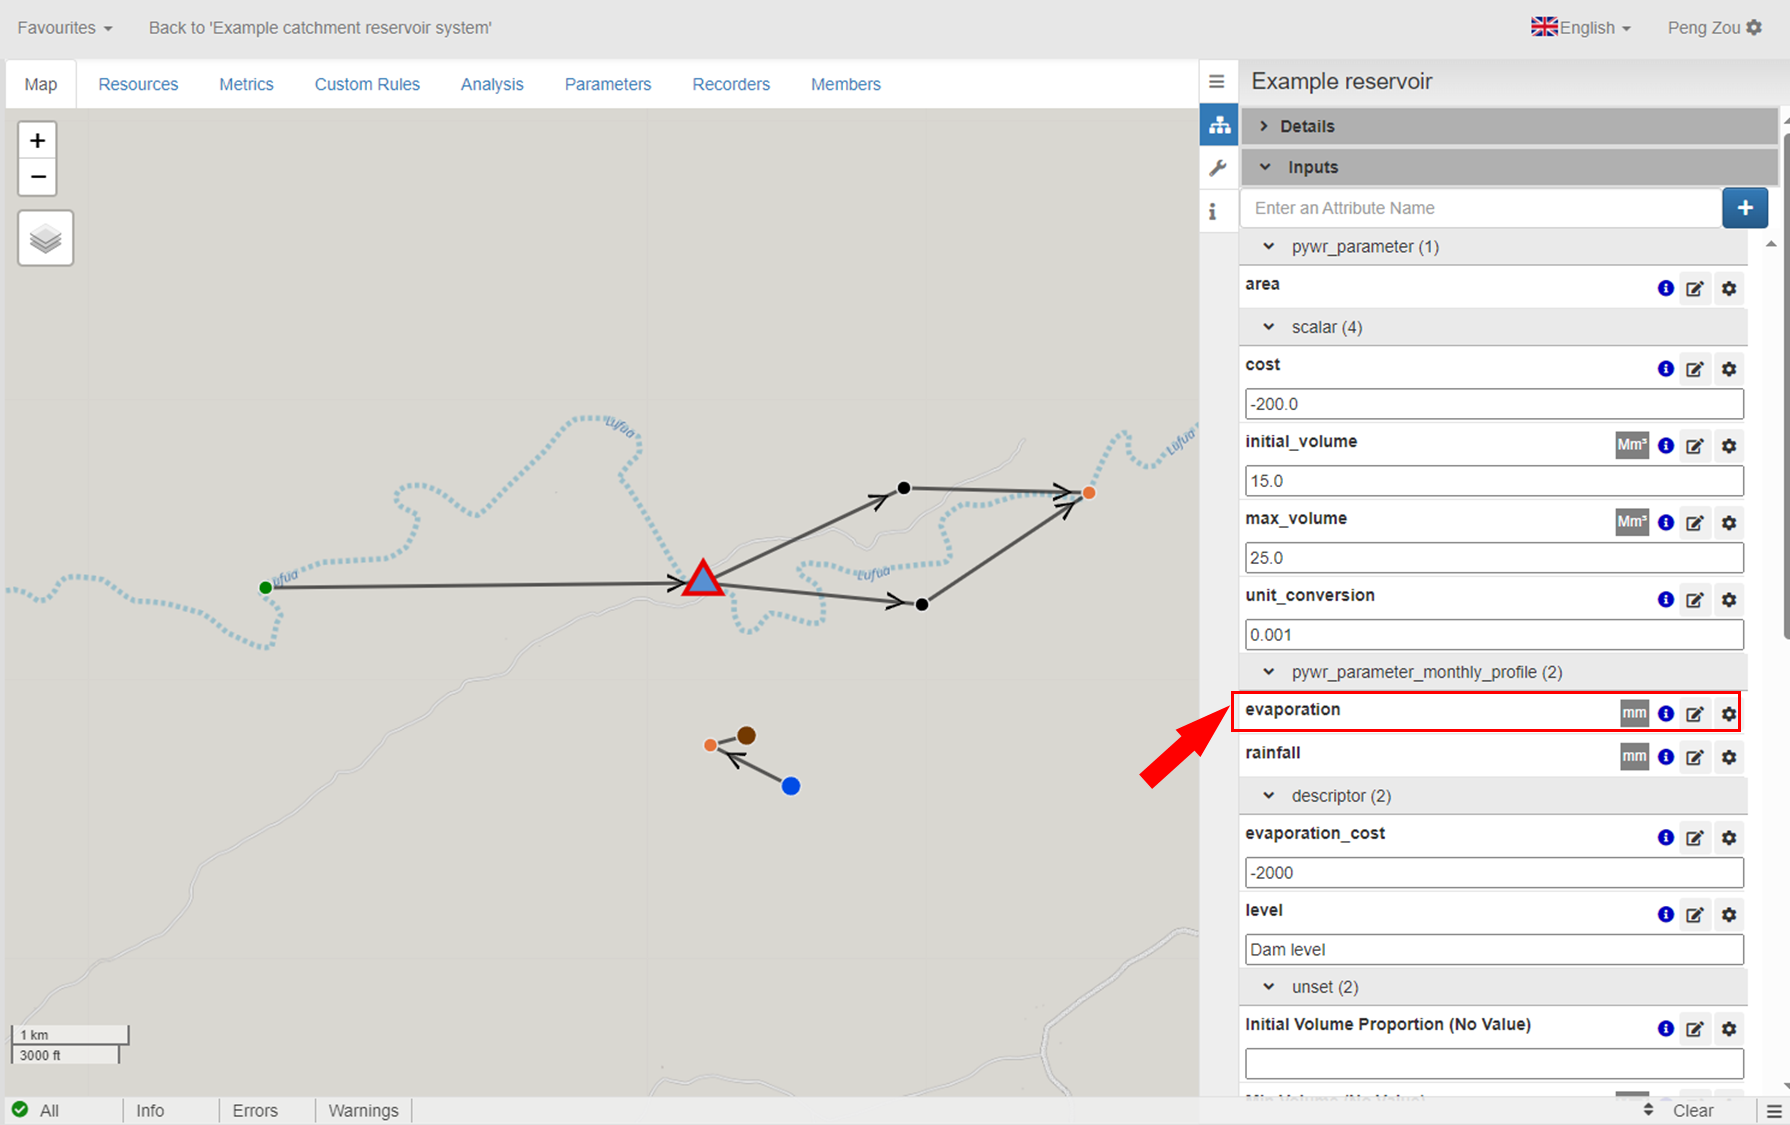 Favourites
Back to 'Example catchment reservoir system'
English
Peng Zou
Map
Resources
Metrics
Custom Rules
Analysis
Parameters
Recorders
Members
+
−
Lufua
Lufua
Lufua
1 km
3000 ft
Example reservoir
Details
Inputs
Enter an Attribute Name
+
pywr_parameter (1)
area
scalar (4)
cost
-200.0
initial_volume
Mm³
15.0
max_volume
Mm³
25.0
unit_conversion
0.001
pywr_parameter_monthly_profile (2)
evaporation
mm
rainfall
mm
descriptor (2)
evaporation_cost
-2000
level
Dam level
unset (2)
Initial Volume Proportion (No Value)
All
Info
Errors
Warnings
Clear